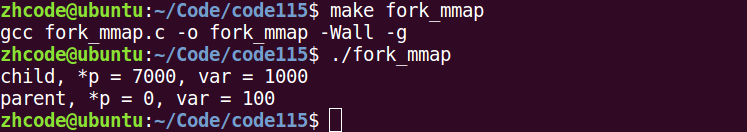 zhcode@ubuntu:~/Code/code115$ make fork_mmap
gcc fork_mmap.c -o fork_mmap -Wall -g
zhcode@ubuntu:~/Code/code115$ ./fork_mmap
child, *p = 7000, var = 1000
parent, *p = 0, var = 100
zhcode@ubuntu:~/Code/code115$